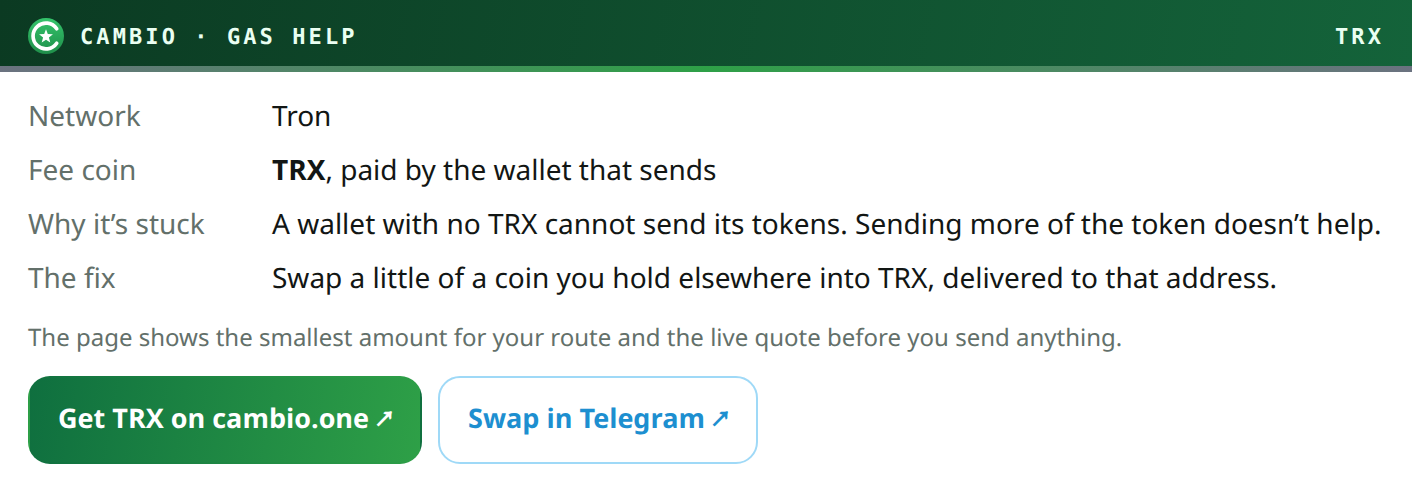 CAMBIO · GAS HELP
TRX
Network Tron
Fee coin TRX, paid by the wallet that sends
Why it’s stuck A wallet with no TRX cannot send its tokens. Sending more of the token doesn’t help.
The fix Swap a little of a coin you hold elsewhere into TRX, delivered to that address.
The page shows the smallest amount for your route and the live quote before you send anything.
Get TRX on cambio.one ↗
Swap in Telegram ↗